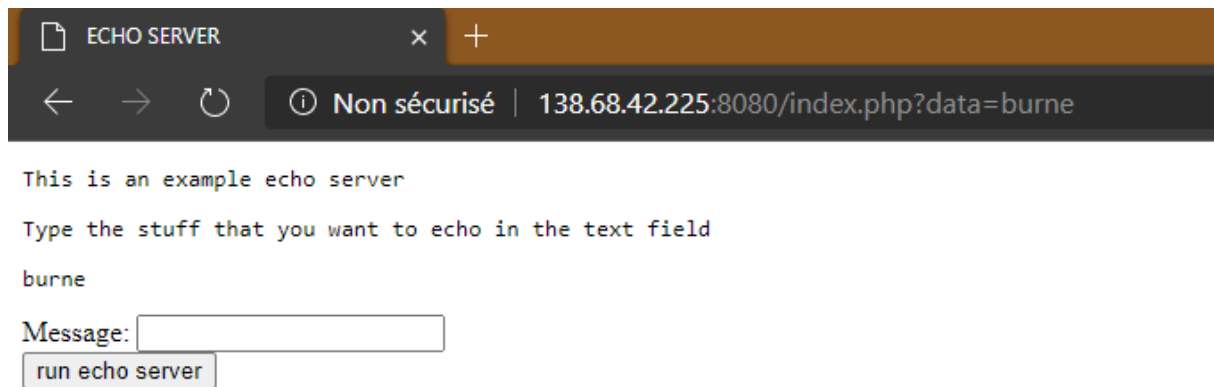 ECHO SERVER
Non sécurisé | 138.68.42.225:8080/index.php?data=burne
This is an example echo server
Type the stuff that you want to echo in the text field
burne
Message:
run echo server